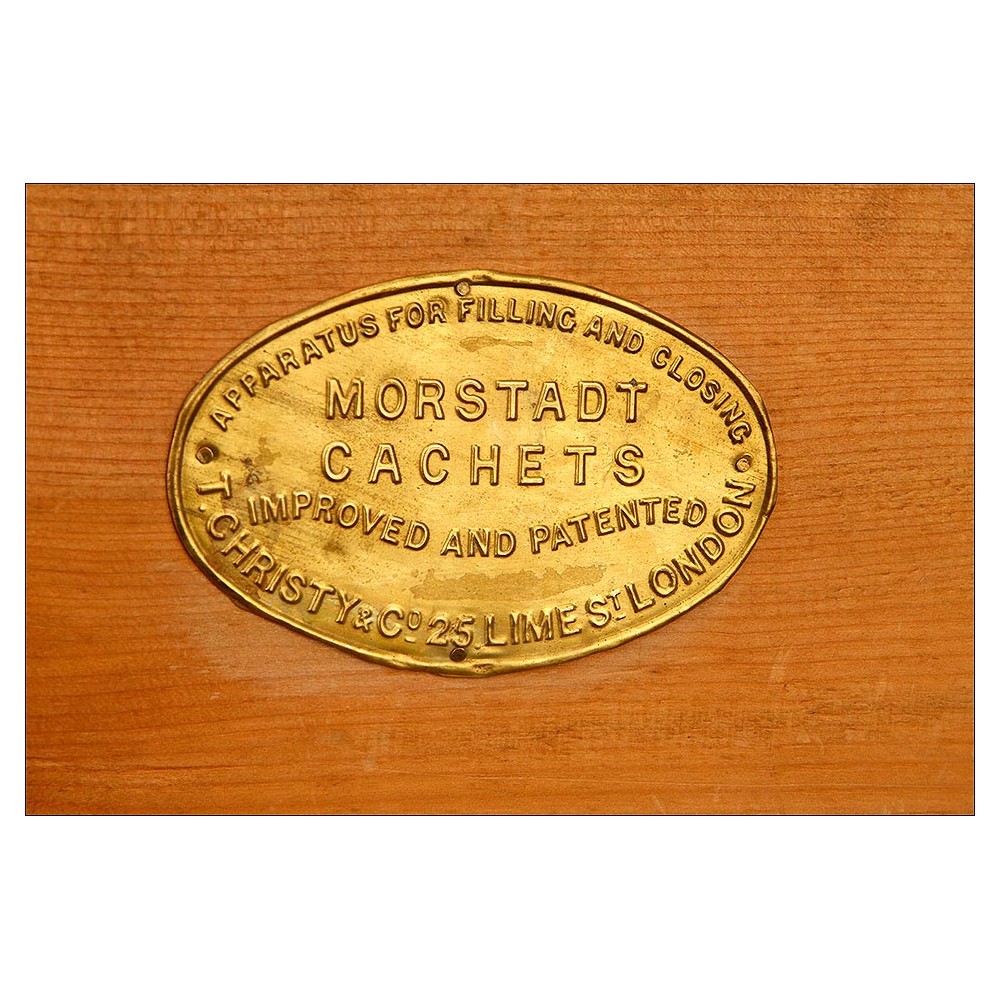 APPARATUS FOR FILLING AND CLOSING
MORSTADT
CACHETS
IMPROVED AND PATENTED
T. CHRISTY & CO 25, LIME ST LONDON